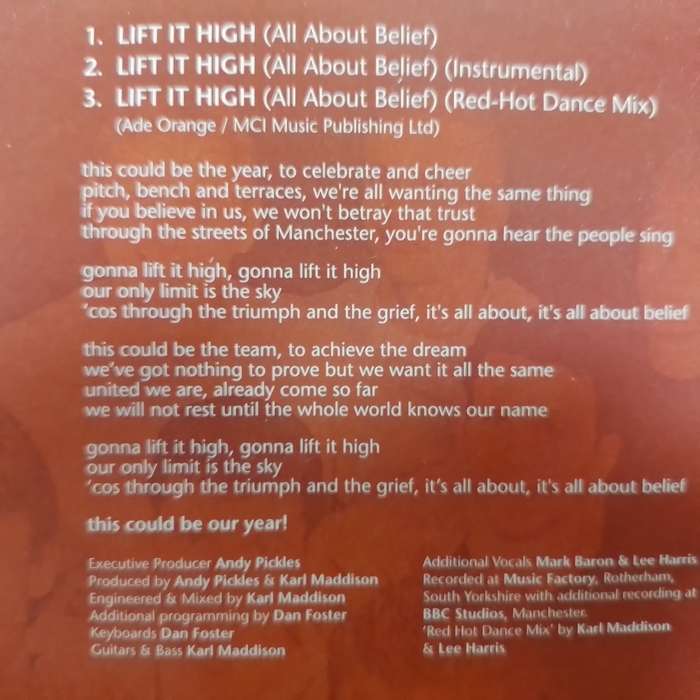 1. LIFT IT HIGH (All About Belief)
2. LIFT IT HIGH (All About Belief) (Instrumental)
3. LIFT IT HIGH (All About Belief) (Red-Hot Dance Mix)
(Ade Orange / MCI Music Publishing Ltd)
this could be the year, to celebrate and cheer
pitch, bench and terraces, we're all wanting the same thing
if you believe in us, we won't betray that trust
through the streets of Manchester, you're gonna hear the people sing
gonna lift it high, gonna lift it high
our only limit is the sky
'cos through the triumph and the grief, it's all about, it's all about belief
this could be the team, to achieve the dream
we've got nothing to prove but we want it all the same
united we are, already come so far
we will not rest until the whole world knows our name
gonna lift it high, gonna lift it high
our only limit is the sky
'cos through the triumph and the grief, it's all about, it's all about belief
this could be our year!
Executive Producer Andy Pickles
Produced by Andy Pickles & Karl Maddison
Engineered & Mixed by Karl Maddison
Additional programming by Dan Foster
Keyboards Dan Foster
Guitars & Bass Karl Maddison
Additional Vocals Mark Baron & Lee Harris
Recorded at Music Factory, Rotherham,
South Yorkshire with additional recording at
BBC Studios, Manchester.
'Red Hot Dance Mix' by Karl Maddison
& Lee Harris